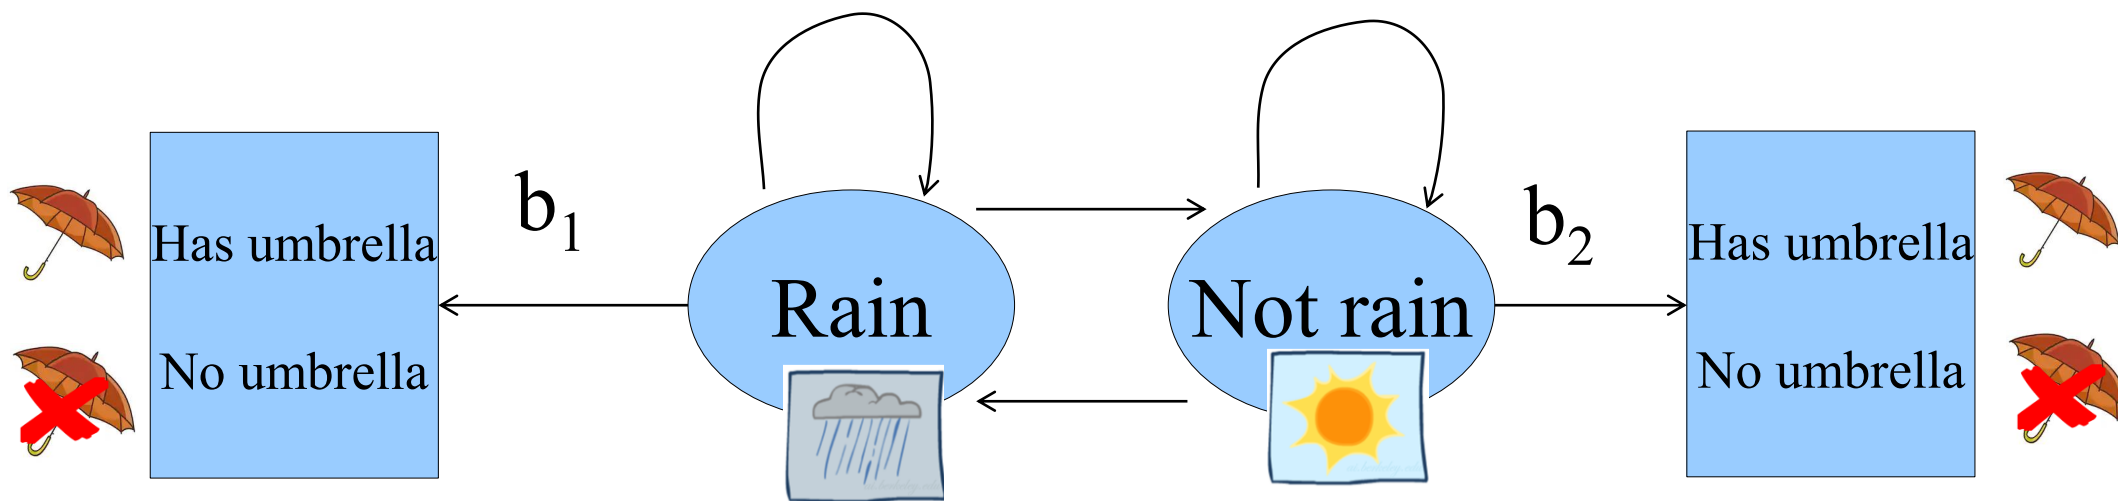 Has umbrella
No umbrella
b1
Rain
Not rain
b2
Has umbrella
No umbrella